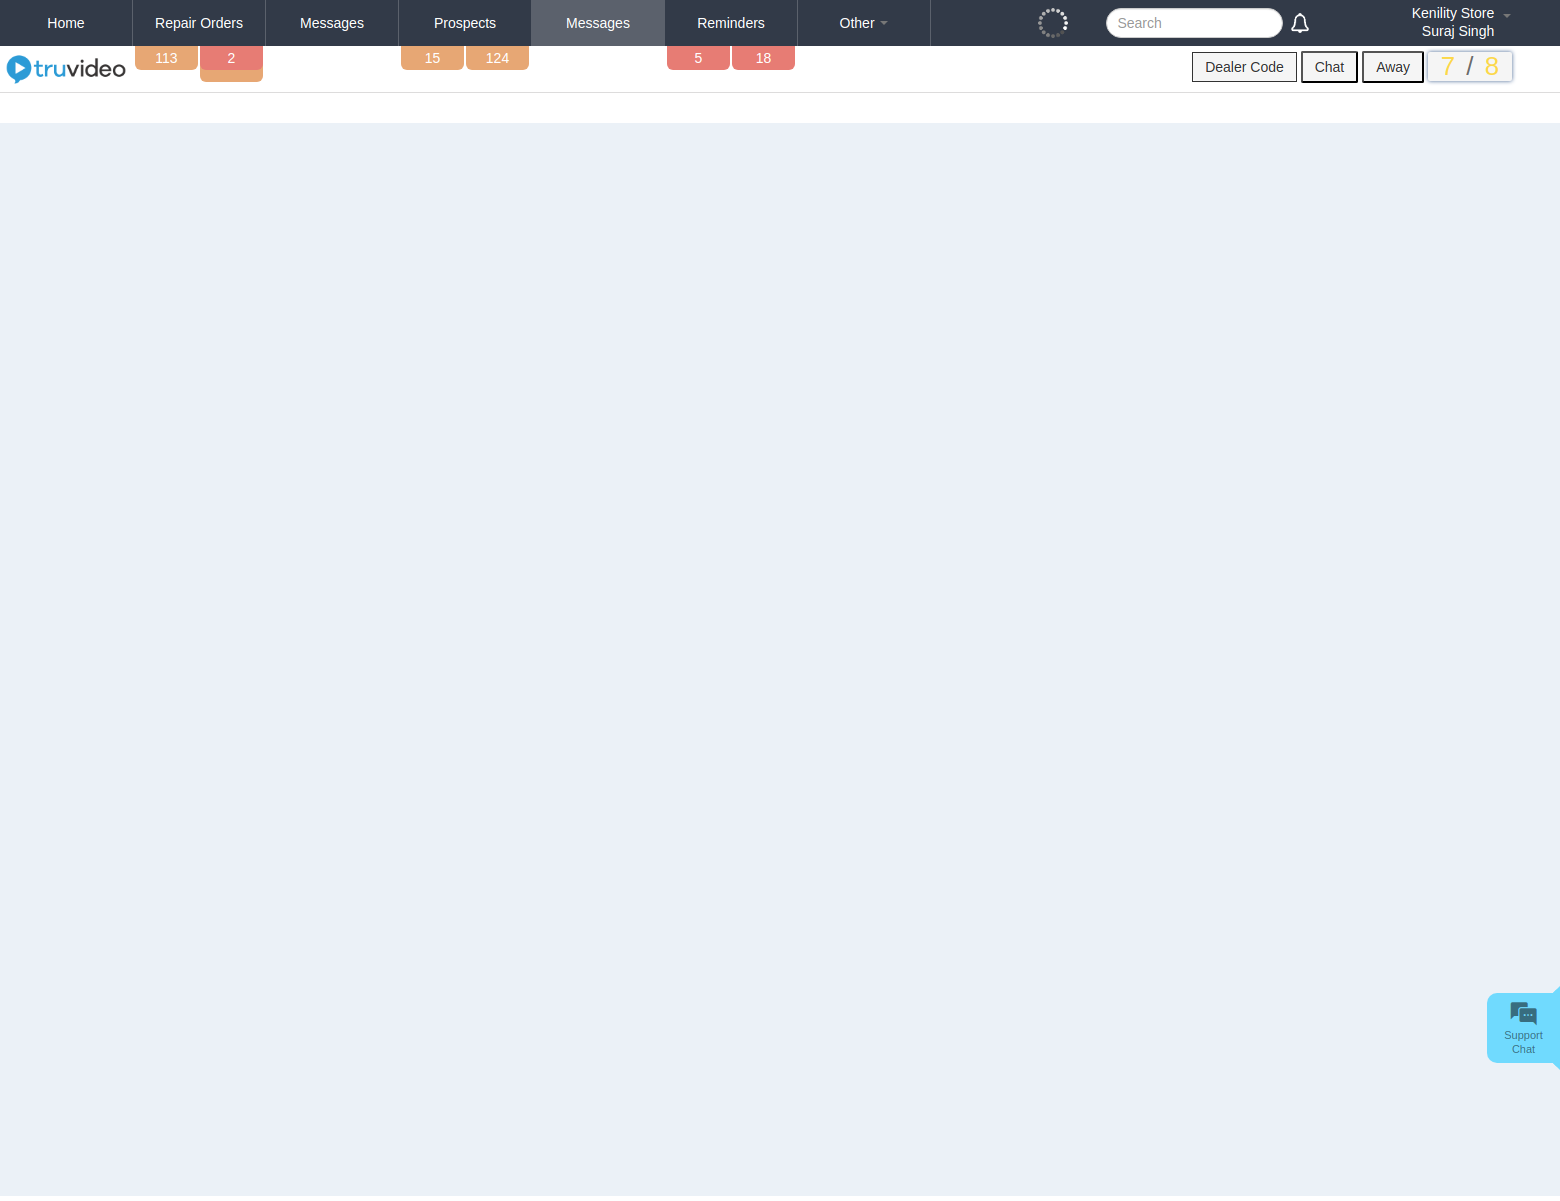 Home Repair Orders Messages Prospects Messages Reminders Other Search Kenility Store
Suraj Singh
truvideo 113 2 15 124 5 18 Dealer Code Chat Away 7 / 8
Support
Chat